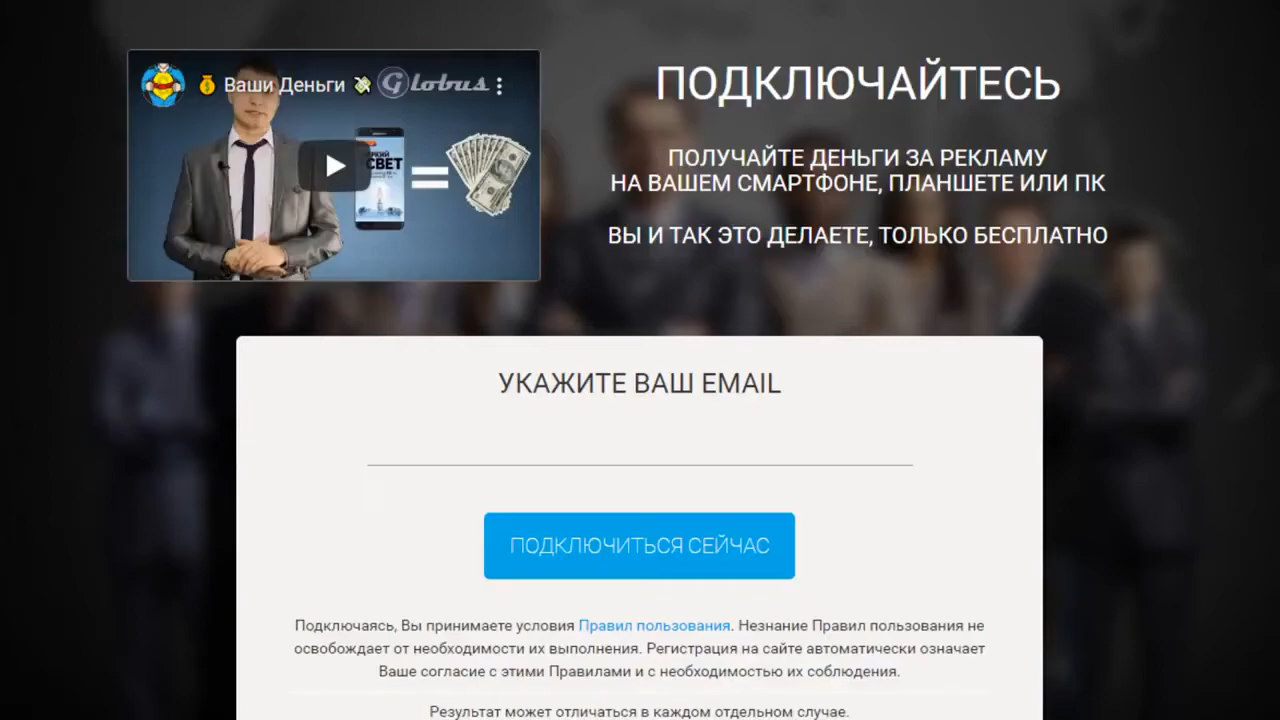 💰 Ваши Деньги 💸 Globus
РКИЙ
СВЕТ
ПОДКЛЮЧАЙТЕСЬ
ПОЛУЧАЙТЕ ДЕНЬГИ ЗА РЕКЛАМУ
НА ВАШЕМ СМАРТФОНЕ, ПЛАНШЕТЕ ИЛИ ПК
ВЫ И ТАК ЭТО ДЕЛАЕТЕ, ТОЛЬКО БЕСПЛАТНО
УКАЖИТЕ ВАШ EMAIL
ПОДКЛЮЧИТЬСЯ СЕЙЧАС
Подключаясь, Вы принимаете условия Правил пользования. Незнание Правил пользования не
освобождает от необходимости их выполнения. Регистрация на сайте автоматически означает
Ваше согласие с этими Правилами и с необходимостью их соблюдения.
Результат может отличаться в каждом отдельном случае.